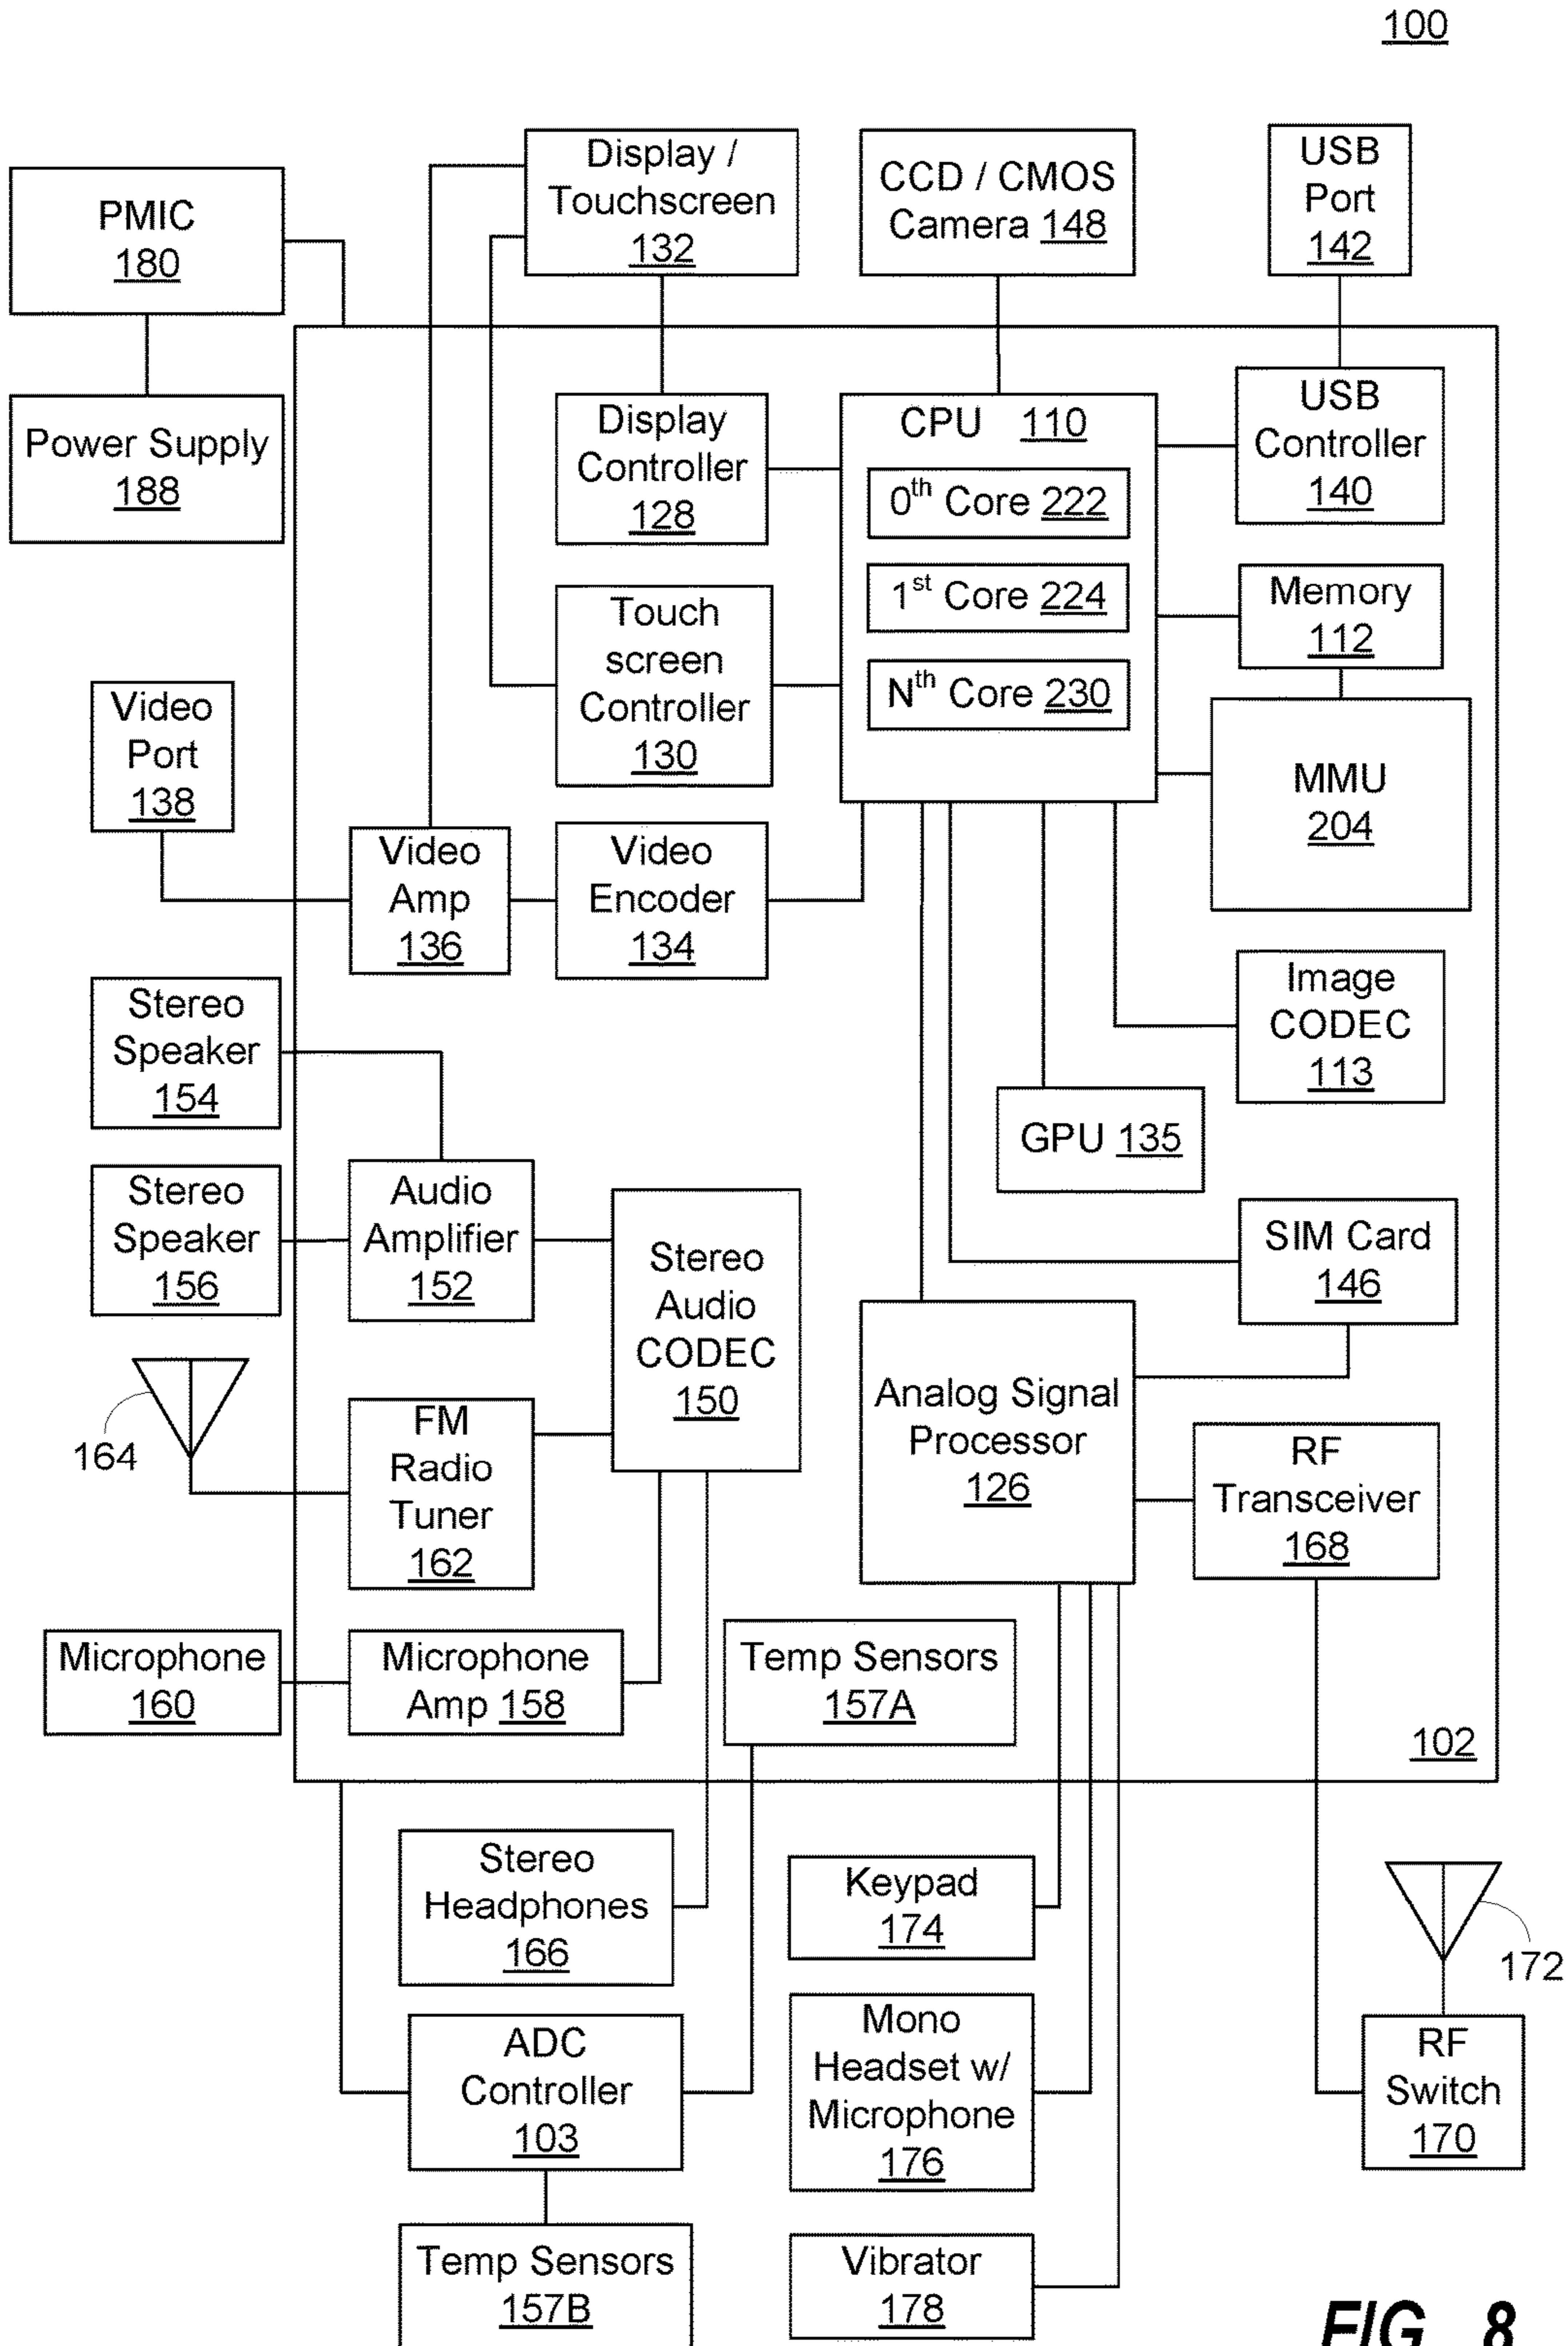 100
Display /
Touchscreen
132
CCD / CMOS
Camera 148
USB
Port
142
PMIC
180
Power Supply
188
Display
Controller
128
CPU 110
0th Core 222
1st Core 224
Nth Core 230
USB
Controller
140
Memory
112
Touch
screen
Controller
130
MMU
204
Video
Port
138
Video
Amp
136
Video
Encoder
134
Image
CODEC
113
Stereo
Speaker
154
GPU 135
Stereo
Speaker
156
Audio
Amplifier
152
Stereo
Audio
CODEC
150
SIM Card
146
Analog Signal
Processor
126
164
FM
Radio
Tuner
162
RF
Transceiver
168
Microphone
160
Microphone
Amp 158
Temp Sensors
157A
102
Stereo
Headphones
166
Keypad
174
172
ADC
Controller
103
Mono
Headset w/
Microphone
176
RF
Switch
170
Temp Sensors
157B
Vibrator
178
FIG. 8